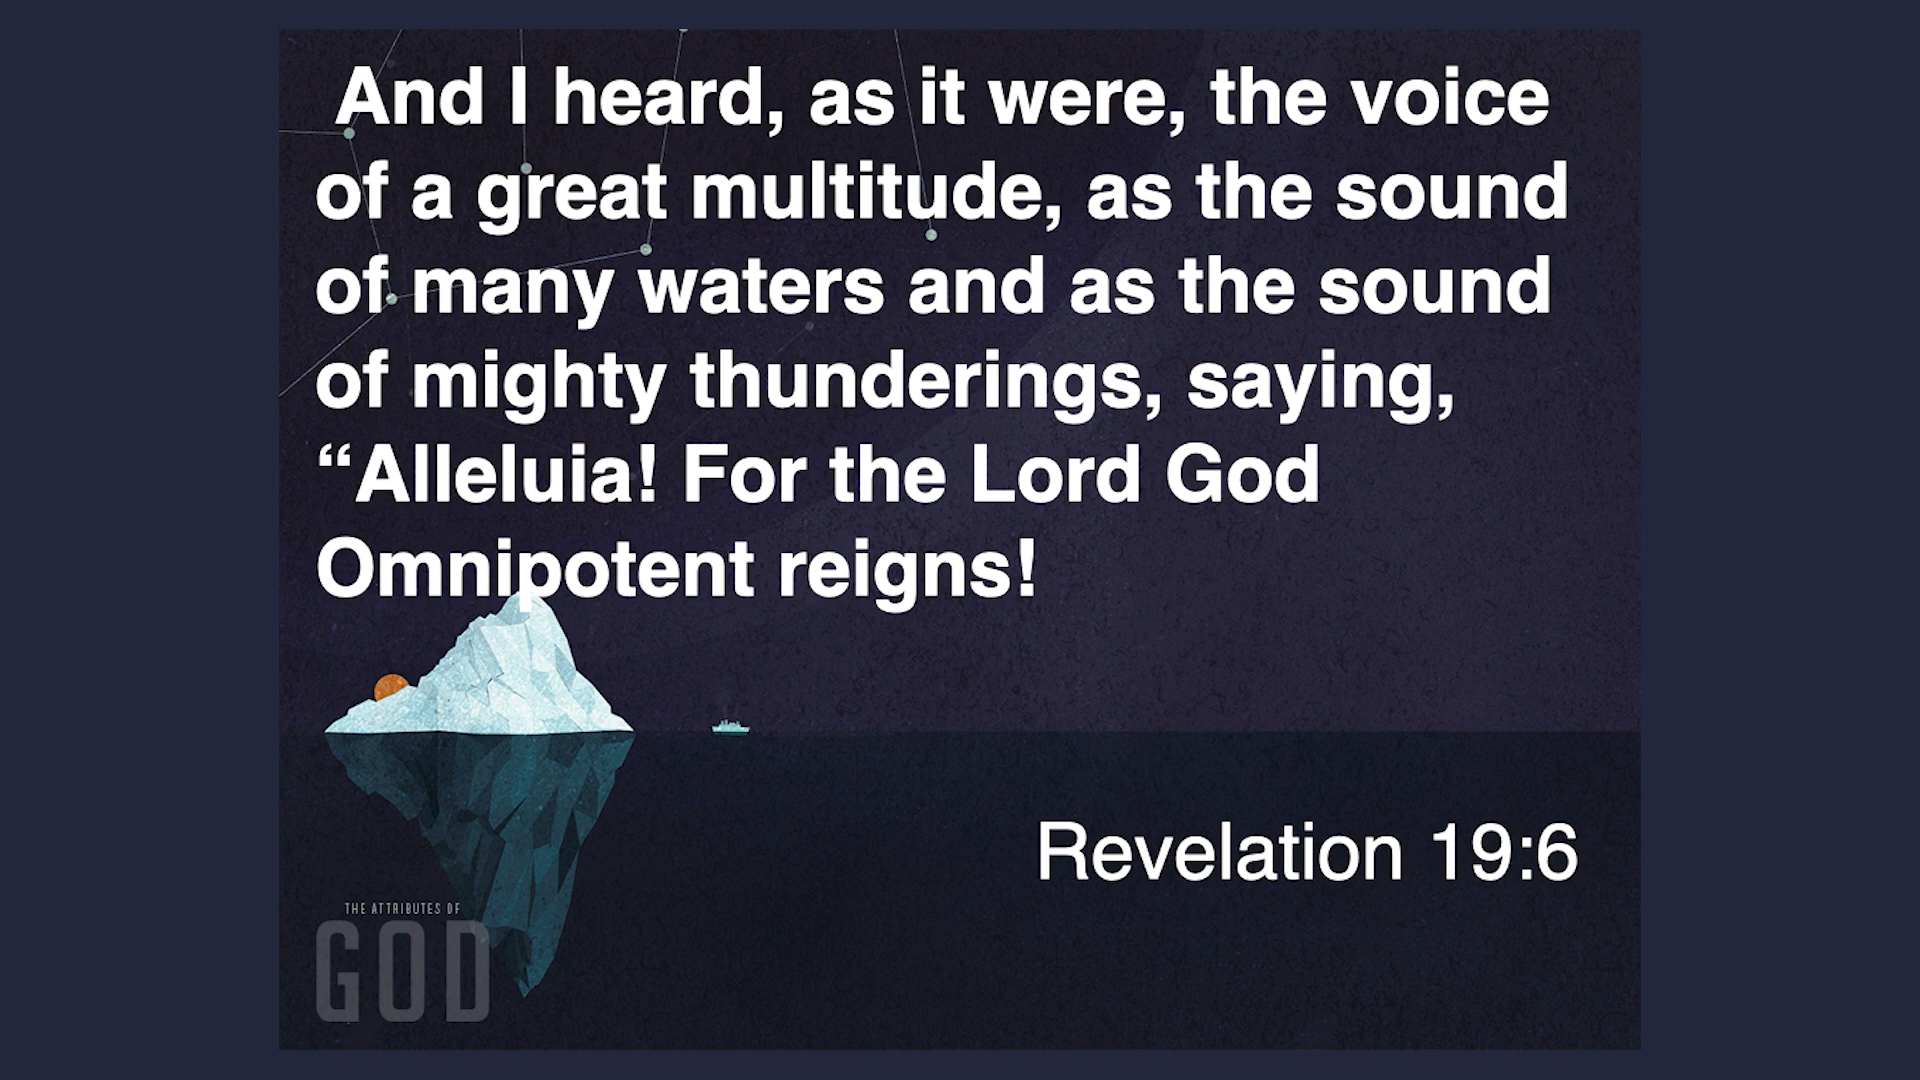 And I heard, as it were, the voice
of a great multitude, as the sound
of many waters and as the sound
of mighty thunderings, saying,
“Alleluia! For the Lord God
Omnipotent reigns!
Revelation 19:6
THE ATTRIBUTES OF
GOD